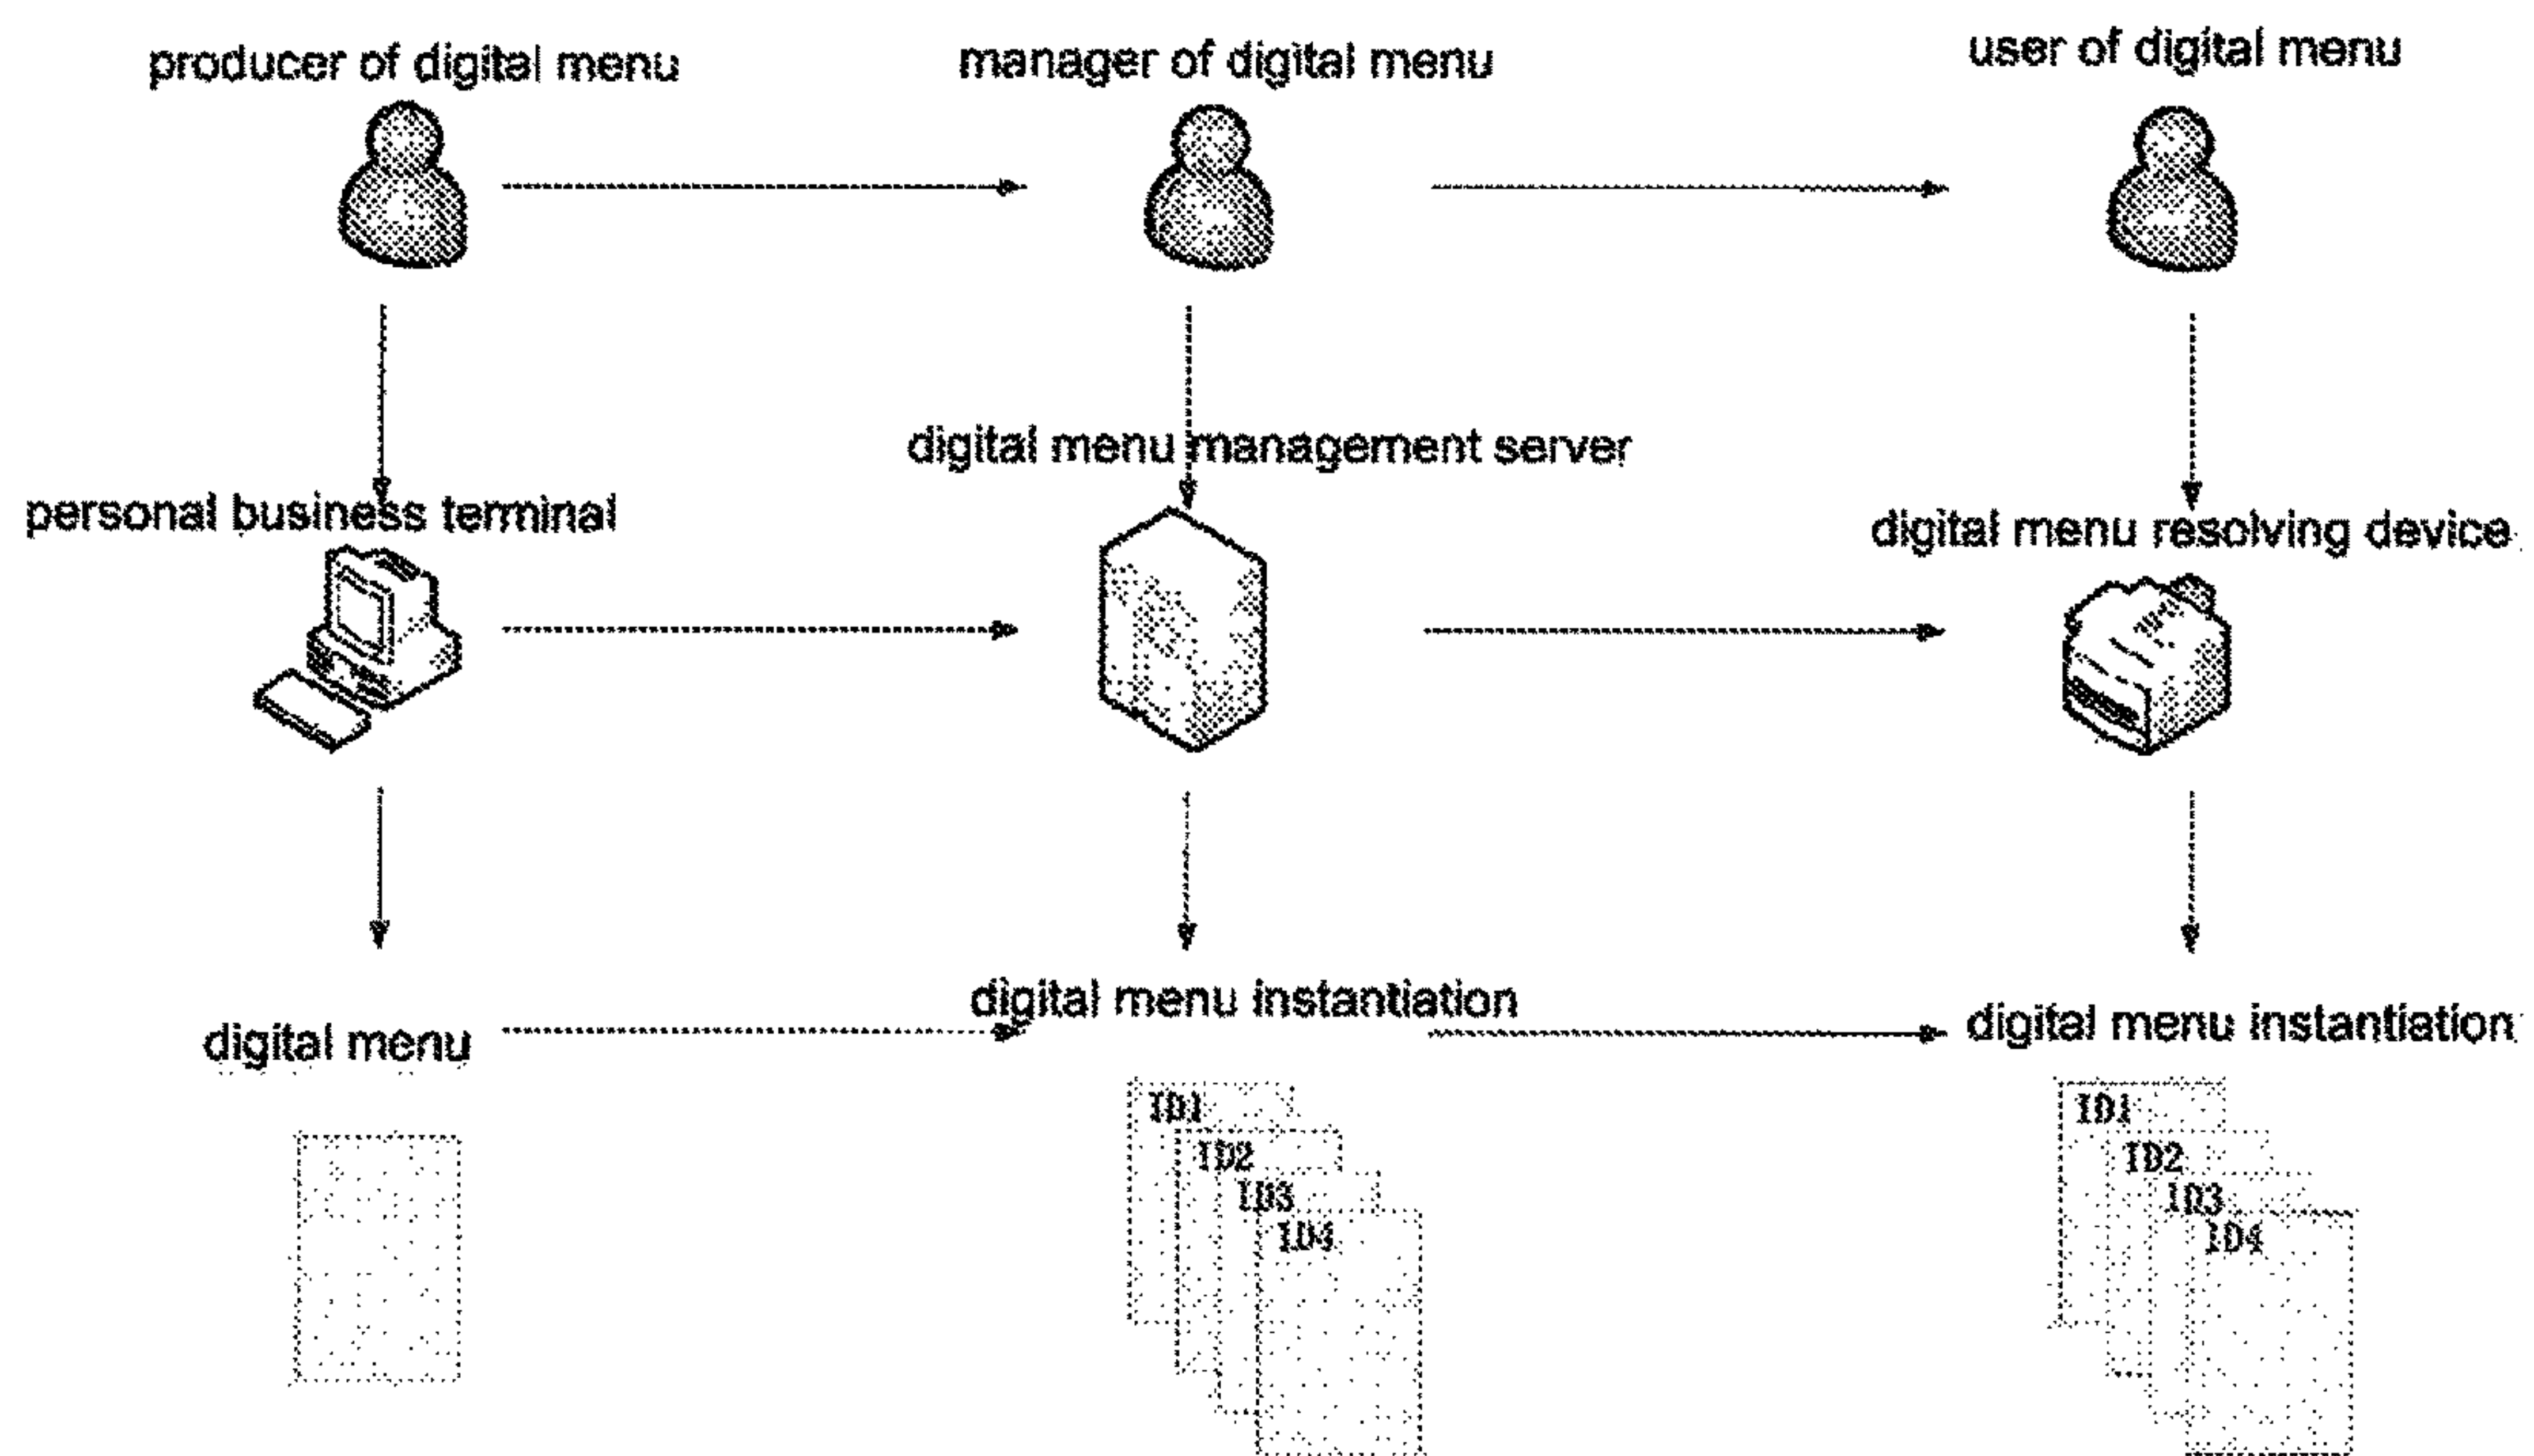 producer of digital menu
manager of digital menu
user of digital menu
digital menu management server
personal business terminal
digital menu resolving device
digital menu instantiation
digital menu instantiation
digital menu
ID1
ID2
ID3
ID4
ID1
ID2
ID3
ID4